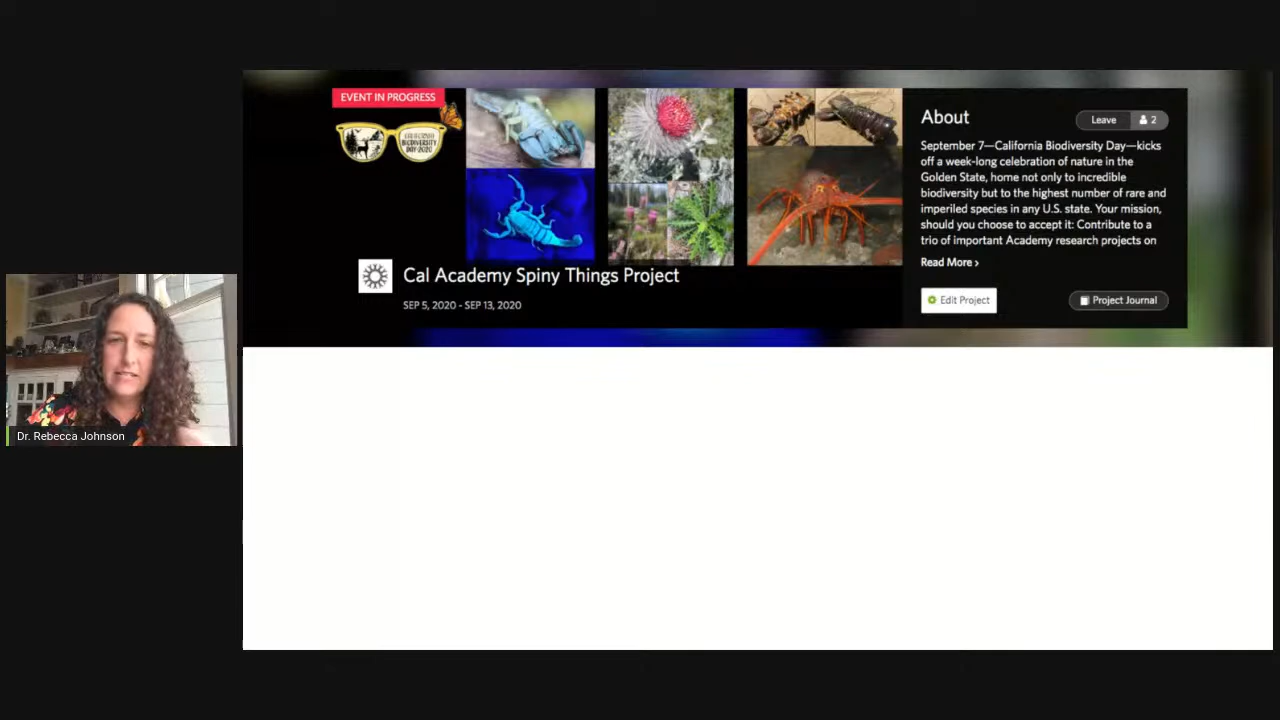 EVENT IN PROGRESS
CALIFORNIA
BIODIVERSITY
DAY 2020
Cal Academy Spiny Things Project
SEP 5, 2020 - SEP 13, 2020
About
Leave 2
September 7—California Biodiversity Day—kicks
off a week-long celebration of nature in the
Golden State, home not only to incredible
biodiversity but to the highest number of rare and
imperiled species in any U.S. state. Your mission,
should you choose to accept it: Contribute to a
trio of important Academy research projects on
Read More ›
Edit Project
Project Journal
Dr. Rebecca Johnson